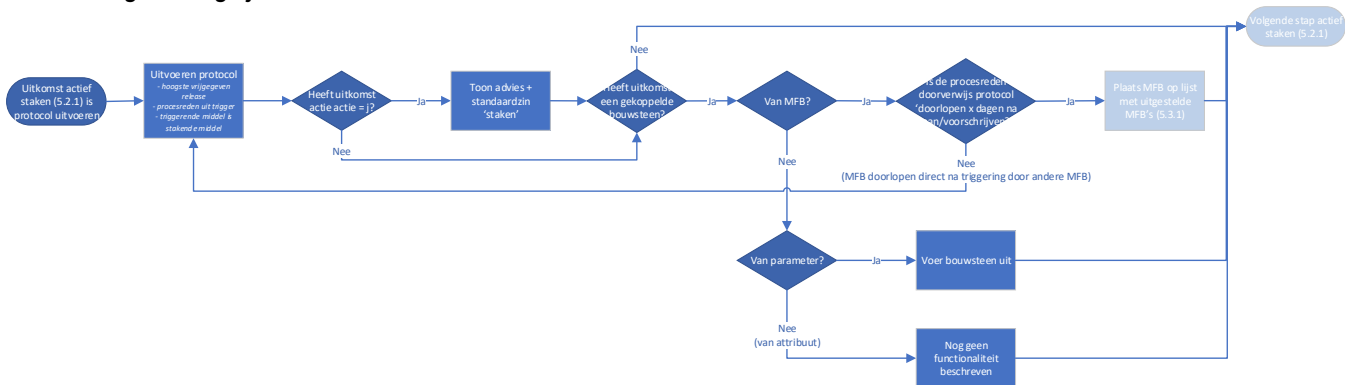 Volgende stap actief
staken (5.2.1)
Nee
Uitkomst actief
staken (5.2.1) is
protocol uitvoeren
Uitvoeren protocol
- hoogste vrijgegeven
release
- procesreden uit trigger
- triggerende middel is
stakende middel
Heeft uitkomst
actie actie = j?
Ja
Nee
Toon advies +
standaardzin
‘staken’
Heeft uitkomst
een gekoppelde
bouwsteen?
Ja
Van MFB?
Ja
Is de procesreden
doorverwijs protocol
‘doorlopen x dagen na
an/voorschrijven?
Ja
Plaats MFB op lijst
met uitgestelde
MFB’s (5.3.1)
Nee
Nee
(MFB doorlopen direct na triggering door andere MFB)
Van parameter?
Ja
Voer bouwsteen uit
Nee
(van attribuut)
Nog geen
functionaliteit
beschreven